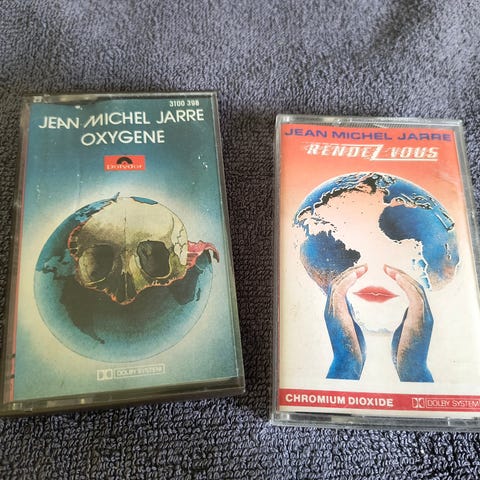 3100 398
JEAN MICHEL JARRE
OXYGENE
Polydor
DOLBY SYSTEM
JEAN MICHEL JARRE
RENDEZ VOUS
CHROMIUM DIOXIDE
DOLBY SYSTEM